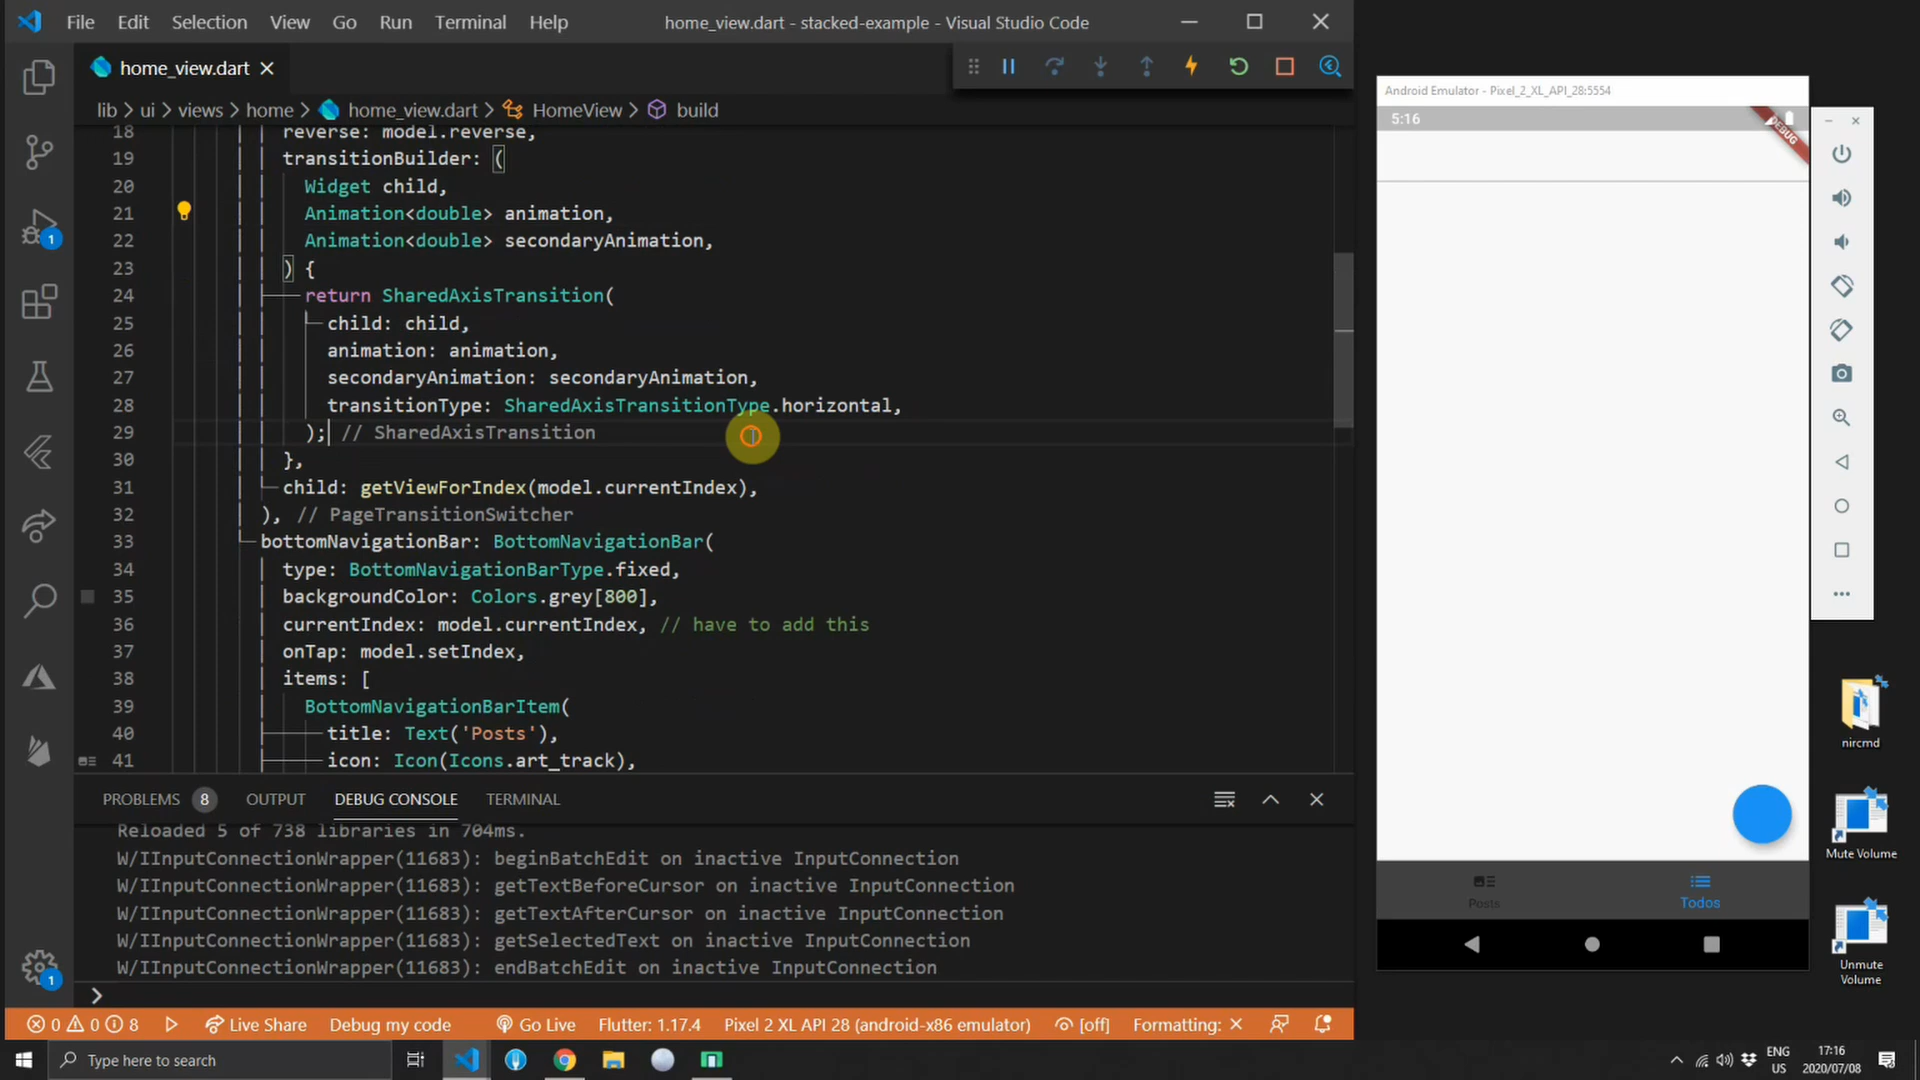 File Edit Selection View Go Run Terminal Help
home_view.dart - stacked-example - Visual Studio Code
home_view.dart
lib > ui > views > home > home_view.dart > HomeView > build
18 reverse: model.reverse,
19 transitionBuilder: (
20 Widget child,
21 Animation<double> animation,
22 Animation<double> secondaryAnimation,
23 ) {
24 return SharedAxisTransition(
25 child: child,
26 animation: animation,
27 secondaryAnimation: secondaryAnimation,
28 transitionType: SharedAxisTransitionType.horizontal,
29 ); // SharedAxisTransition
30 },
31 child: getViewForIndex(model.currentIndex),
32 ), // PageTransitionSwitcher
33 bottomNavigationBar: BottomNavigationBar(
34 type: BottomNavigationBarType.fixed,
35 backgroundColor: Colors.grey[800],
36 currentIndex: model.currentIndex, // have to add this
37 onTap: model.setIndex,
38 items: [
39 BottomNavigationBarItem(
40 title: Text('Posts'),
41 icon: Icon(Icons.art_track),
1
1
PROBLEMS 8 OUTPUT DEBUG CONSOLE TERMINAL
Reloaded 5 of 738 libraries in 704ms.
W/IInputConnectionWrapper(11683): beginBatchEdit on inactive InputConnection
W/IInputConnectionWrapper(11683): getTextBeforeCursor on inactive InputConnection
W/IInputConnectionWrapper(11683): getTextAfterCursor on inactive InputConnection
W/IInputConnectionWrapper(11683): getSelectedText on inactive InputConnection
W/IInputConnectionWrapper(11683): endBatchEdit on inactive InputConnection
0 0 8 Live Share Debug my code Go Live Flutter: 1.17.4 Pixel 2 XL API 28 (android-x86 emulator) [off] Formatting: ×
Android Emulator - Pixel_2_XL_API_28:5554
5:16
DEBUG
Posts Todos
nircmd
Mute Volume
Unmute
Volume
Type here to search
ENG
US
17:16
2020/07/08